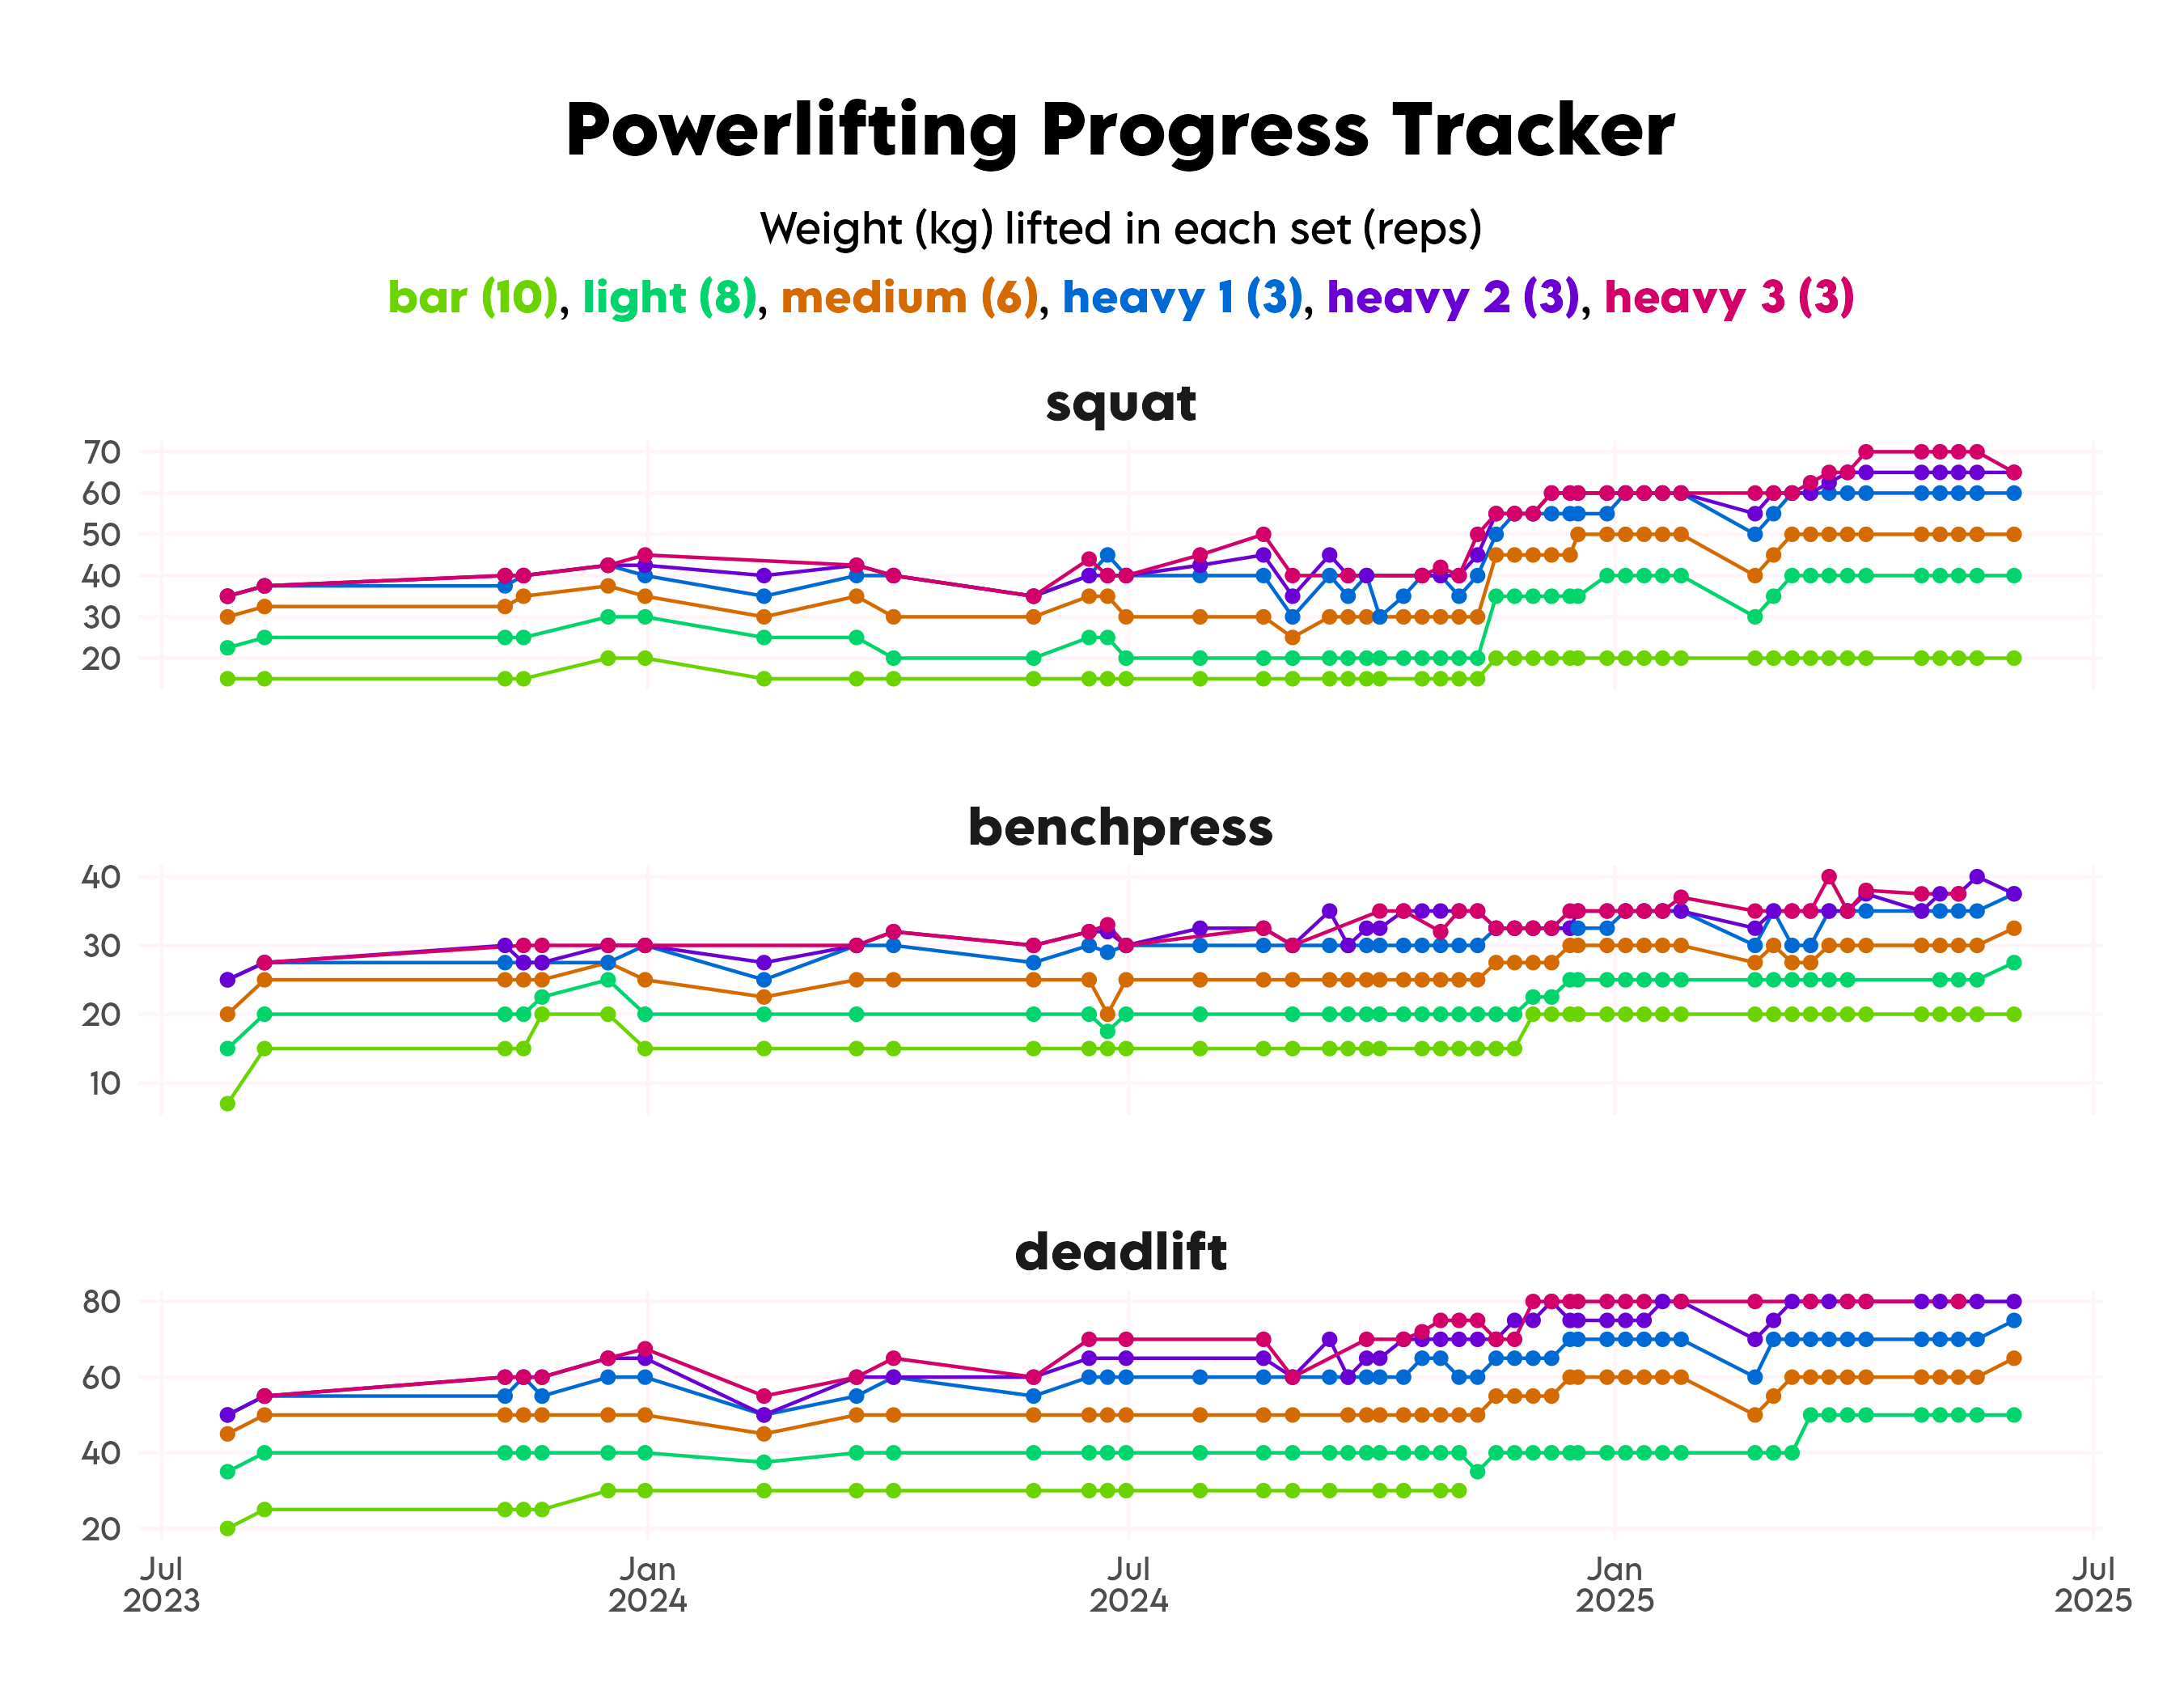 Powerlifting Progress Tracker
Weight (kg) lifted in each set (reps)
bar (10), light (8), medium (6), heavy 1 (3), heavy 2 (3), heavy 3 (3)
squat
70
60
50
40
30
20
benchpress
40
30
20
10
deadlift
80
60
40
20
Jul Jan Jul Jan Jul
2023 2024 2024 2025 2025